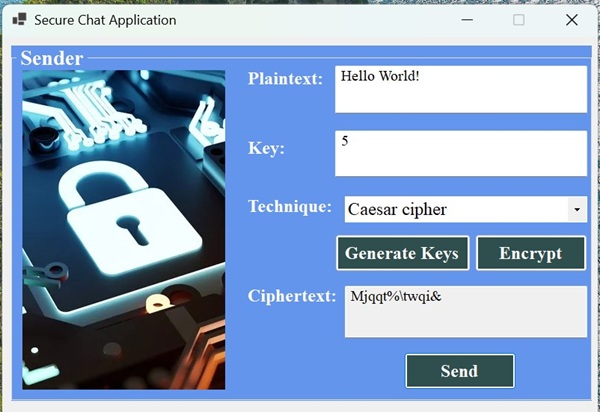 Secure Chat Application
Sender
Plaintext: Hello World!
Key: 5
Technique: Caesar cipher
Generate Keys Encrypt
Ciphertext: Mjqqt%\twqi&
Send